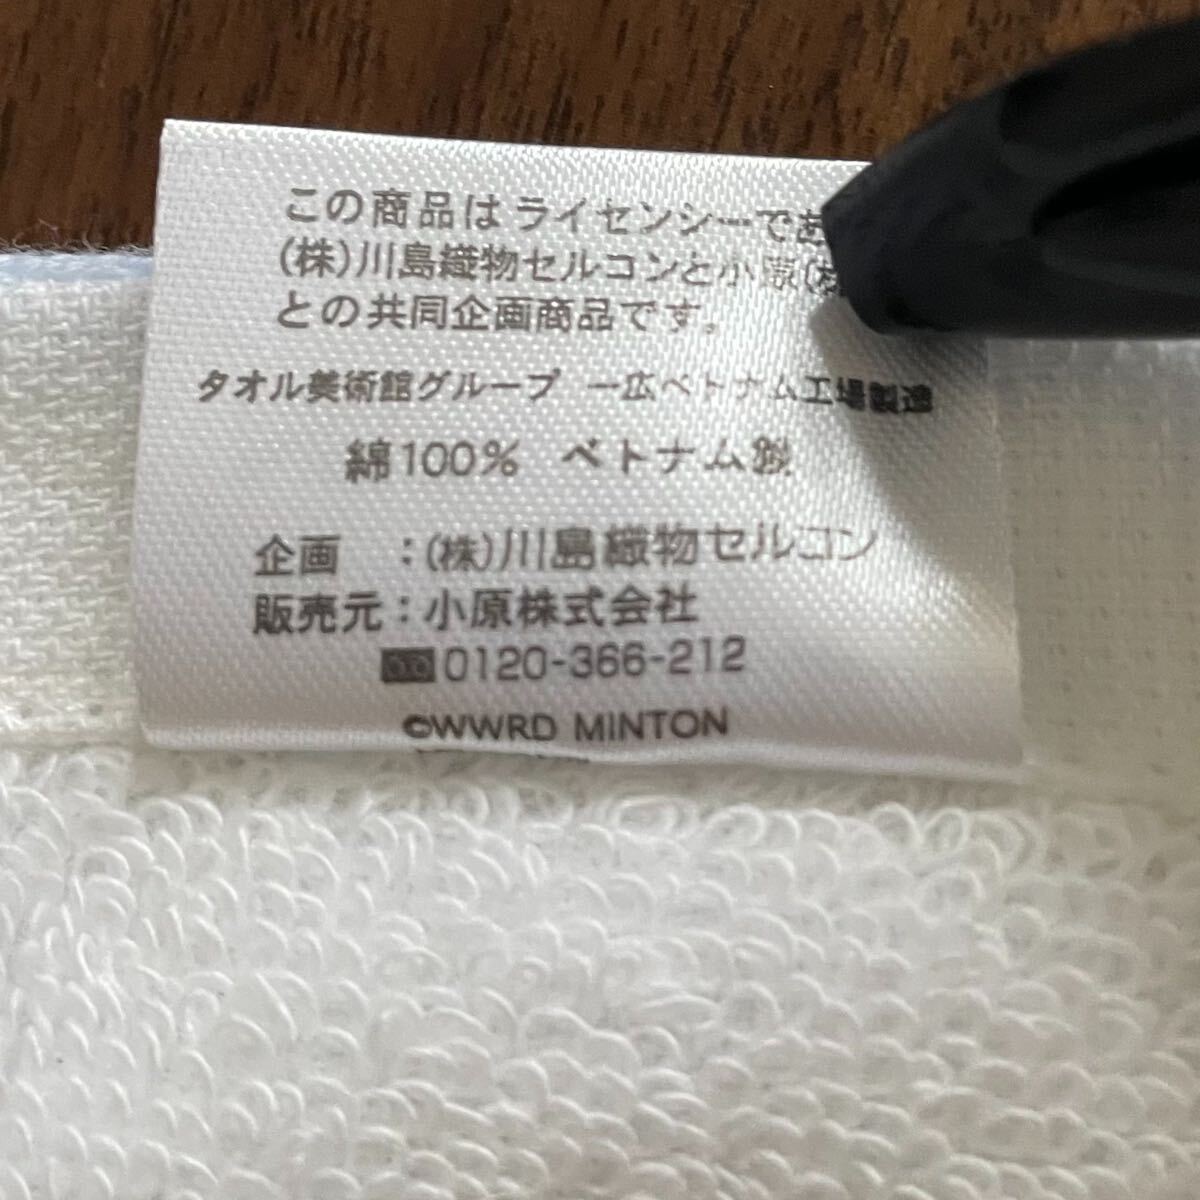 この商品はライセンシーであ
(株)川島織物セルコンと小原(株
との共同企画商品です。
タオル美術館グループ 一広ベトナム工場製造
綿100% ベトナム製
企画 :(株)川島織物セルコン
販売元:小原株式会社
0120-366-212
©WWRD MINTON